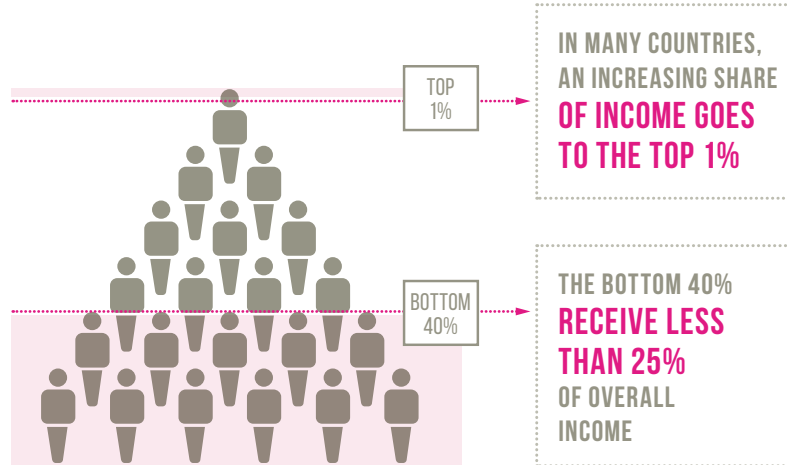 TOP
1%
IN MANY COUNTRIES,
AN INCREASING SHARE
OF INCOME GOES
TO THE TOP 1%
BOTTOM
40%
THE BOTTOM 40%
RECEIVE LESS
THAN 25%
OF OVERALL
INCOME